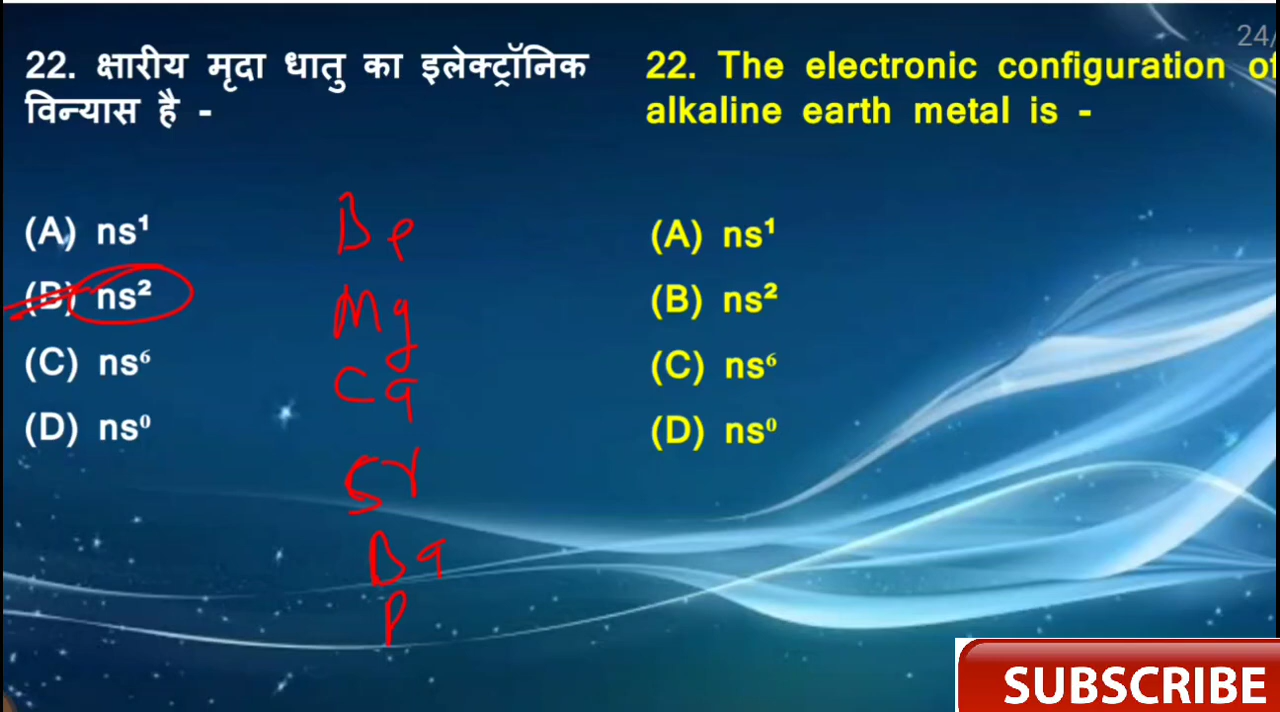 24/
22. क्षारीय मृदा धातु का इलेक्ट्रॉनिक
विन्यास है -
(A) ns¹
(B) ns²
(C) ns⁶
(D) ns⁰
Be
Mg
Ca
Sr
Ba
22. The electronic configuration of
alkaline earth metal is -
(A) ns¹
(B) ns²
(C) ns⁶
(D) ns⁰
SUBSCRIBE